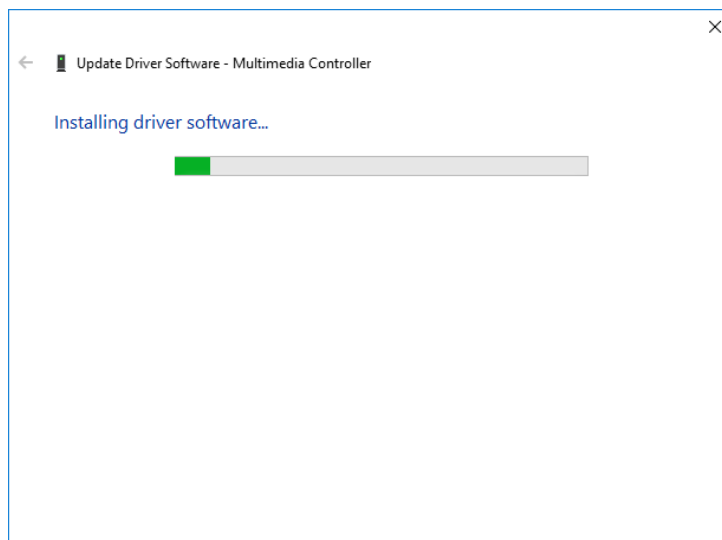 Update Driver Software - Multimedia Controller
Installing driver software...